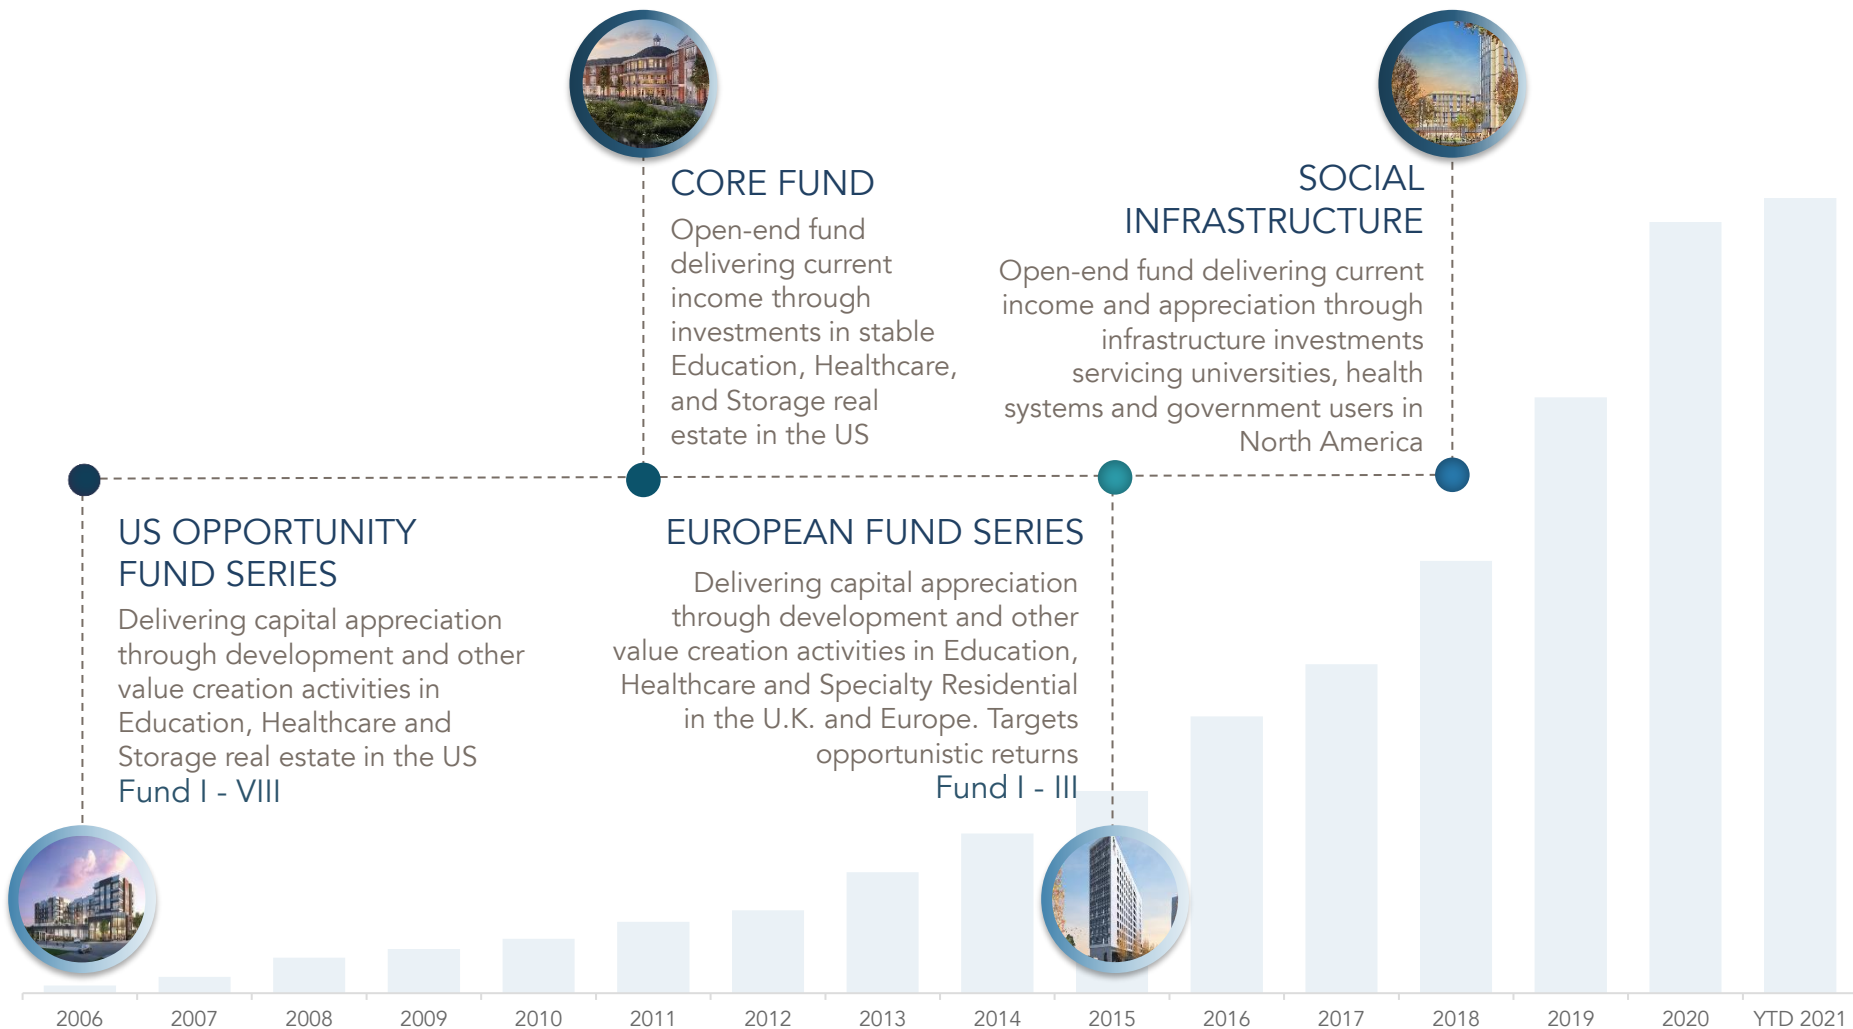 CORE FUND
Open-end fund
delivering current
income through
investments in stable
Education, Healthcare,
and Storage real
estate in the US
SOCIAL
INFRASTRUCTURE
Open-end fund delivering current
income and appreciation through
infrastructure investments
servicing universities, health
systems and government users in
North America
US OPPORTUNITY
FUND SERIES
Delivering capital appreciation
through development and other
value creation activities in
Education, Healthcare and
Storage real estate in the US
Fund I - VIII
EUROPEAN FUND SERIES
Delivering capital appreciation
through development and other
value creation activities in Education,
Healthcare and Specialty Residential
in the U.K. and Europe. Targets
opportunistic returns
Fund I - III
2006 2007 2008 2009 2010 2011 2012 2013 2014 2015 2016 2017 2018 2019 2020 YTD 2021